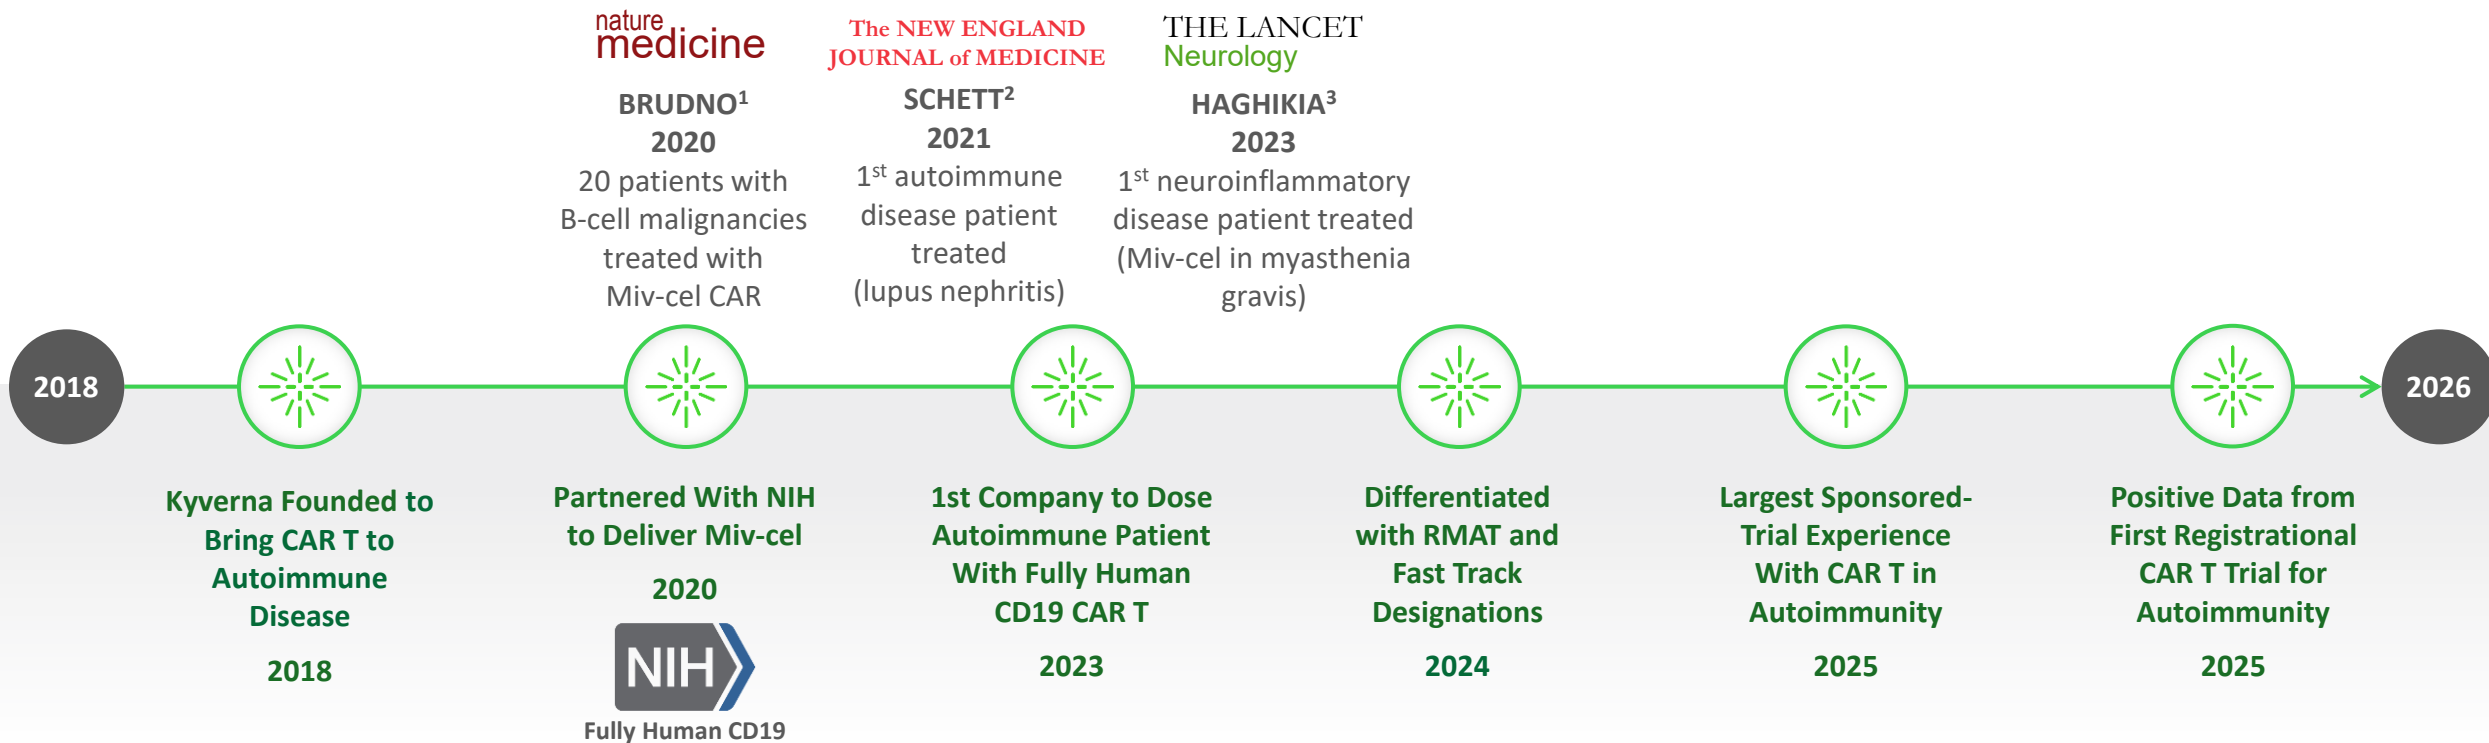 nature
medicine
BRUDNO¹
2020
20 patients with
B-cell malignancies
treated with
Miv-cel CAR
The NEW ENGLAND
JOURNAL of MEDICINE
SCHETT²
2021
1st autoimmune
disease patient
treated
(lupus nephritis)
THE LANCET
Neurology
HAGHIKIA³
2023
1st neuroinflammatory
disease patient treated
(Miv-cel in myasthenia
gravis)
2018
2026
Kyverna Founded to
Bring CAR T to
Autoimmune
Disease
2018
Partnered With NIH
to Deliver Miv-cel
2020
NIH
Fully Human CD19
1st Company to Dose
Autoimmune Patient
With Fully Human
CD19 CAR T
2023
Differentiated
with RMAT and
Fast Track
Designations
2024
Largest Sponsored-
Trial Experience
With CAR T in
Autoimmunity
2025
Positive Data from
First Registrational
CAR T Trial for
Autoimmunity
2025